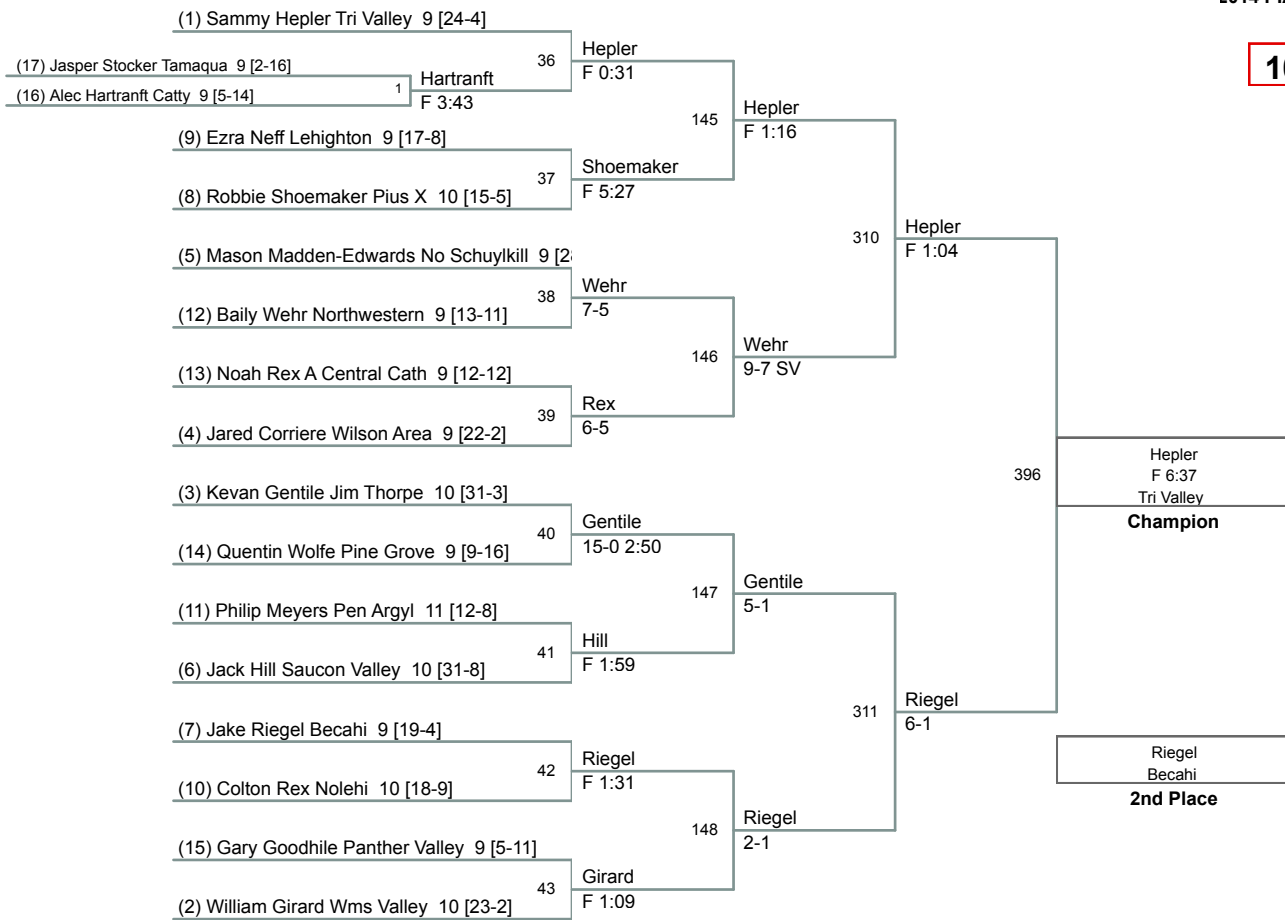 (1) Sammy Hepler Tri Valley 9 [24-4]
36
Hepler
F 0:31
(17) Jasper Stocker Tamaqua 9 [2-16]
(16) Alec Hartranft Catty 9 [5-14]
1
Hartranft
F 3:43
145
Hepler
F 1:16
(9) Ezra Neff Lehighton 9 [17-8]
37
Shoemaker
F 5:27
(8) Robbie Shoemaker Pius X 10 [15-5]
310
Hepler
F 1:04
(5) Mason Madden-Edwards No Schuylkill 9
38
Wehr
7-5
(12) Baily Wehr Northwestern 9 [13-11]
146
Wehr
9-7 SV
(13) Noah Rex A Central Cath 9 [12-12]
39
Rex
6-5
(4) Jared Corriere Wilson Area 9 [22-2]
396
Hepler
F 6:37
Tri Valley
Champion
(3) Kevan Gentile Jim Thorpe 10 [31-3]
40
Gentile
15-0 2:50
(14) Quentin Wolfe Pine Grove 9 [9-16]
147
Gentile
5-1
(11) Philip Meyers Pen Argyl 11 [12-8]
41
Hill
F 1:59
(6) Jack Hill Saucon Valley 10 [31-8]
311
Riegel
6-1
(7) Jake Riegel Becahi 9 [19-4]
42
Riegel
F 1:31
(10) Colton Rex Nolehi 10 [18-9]
Riegel
Becahi
2nd Place
148
Riegel
2-1
(15) Gary Goodhile Panther Valley 9 [5-11]
43
Girard
F 1:09
(2) William Girard Wms Valley 10 [23-2]